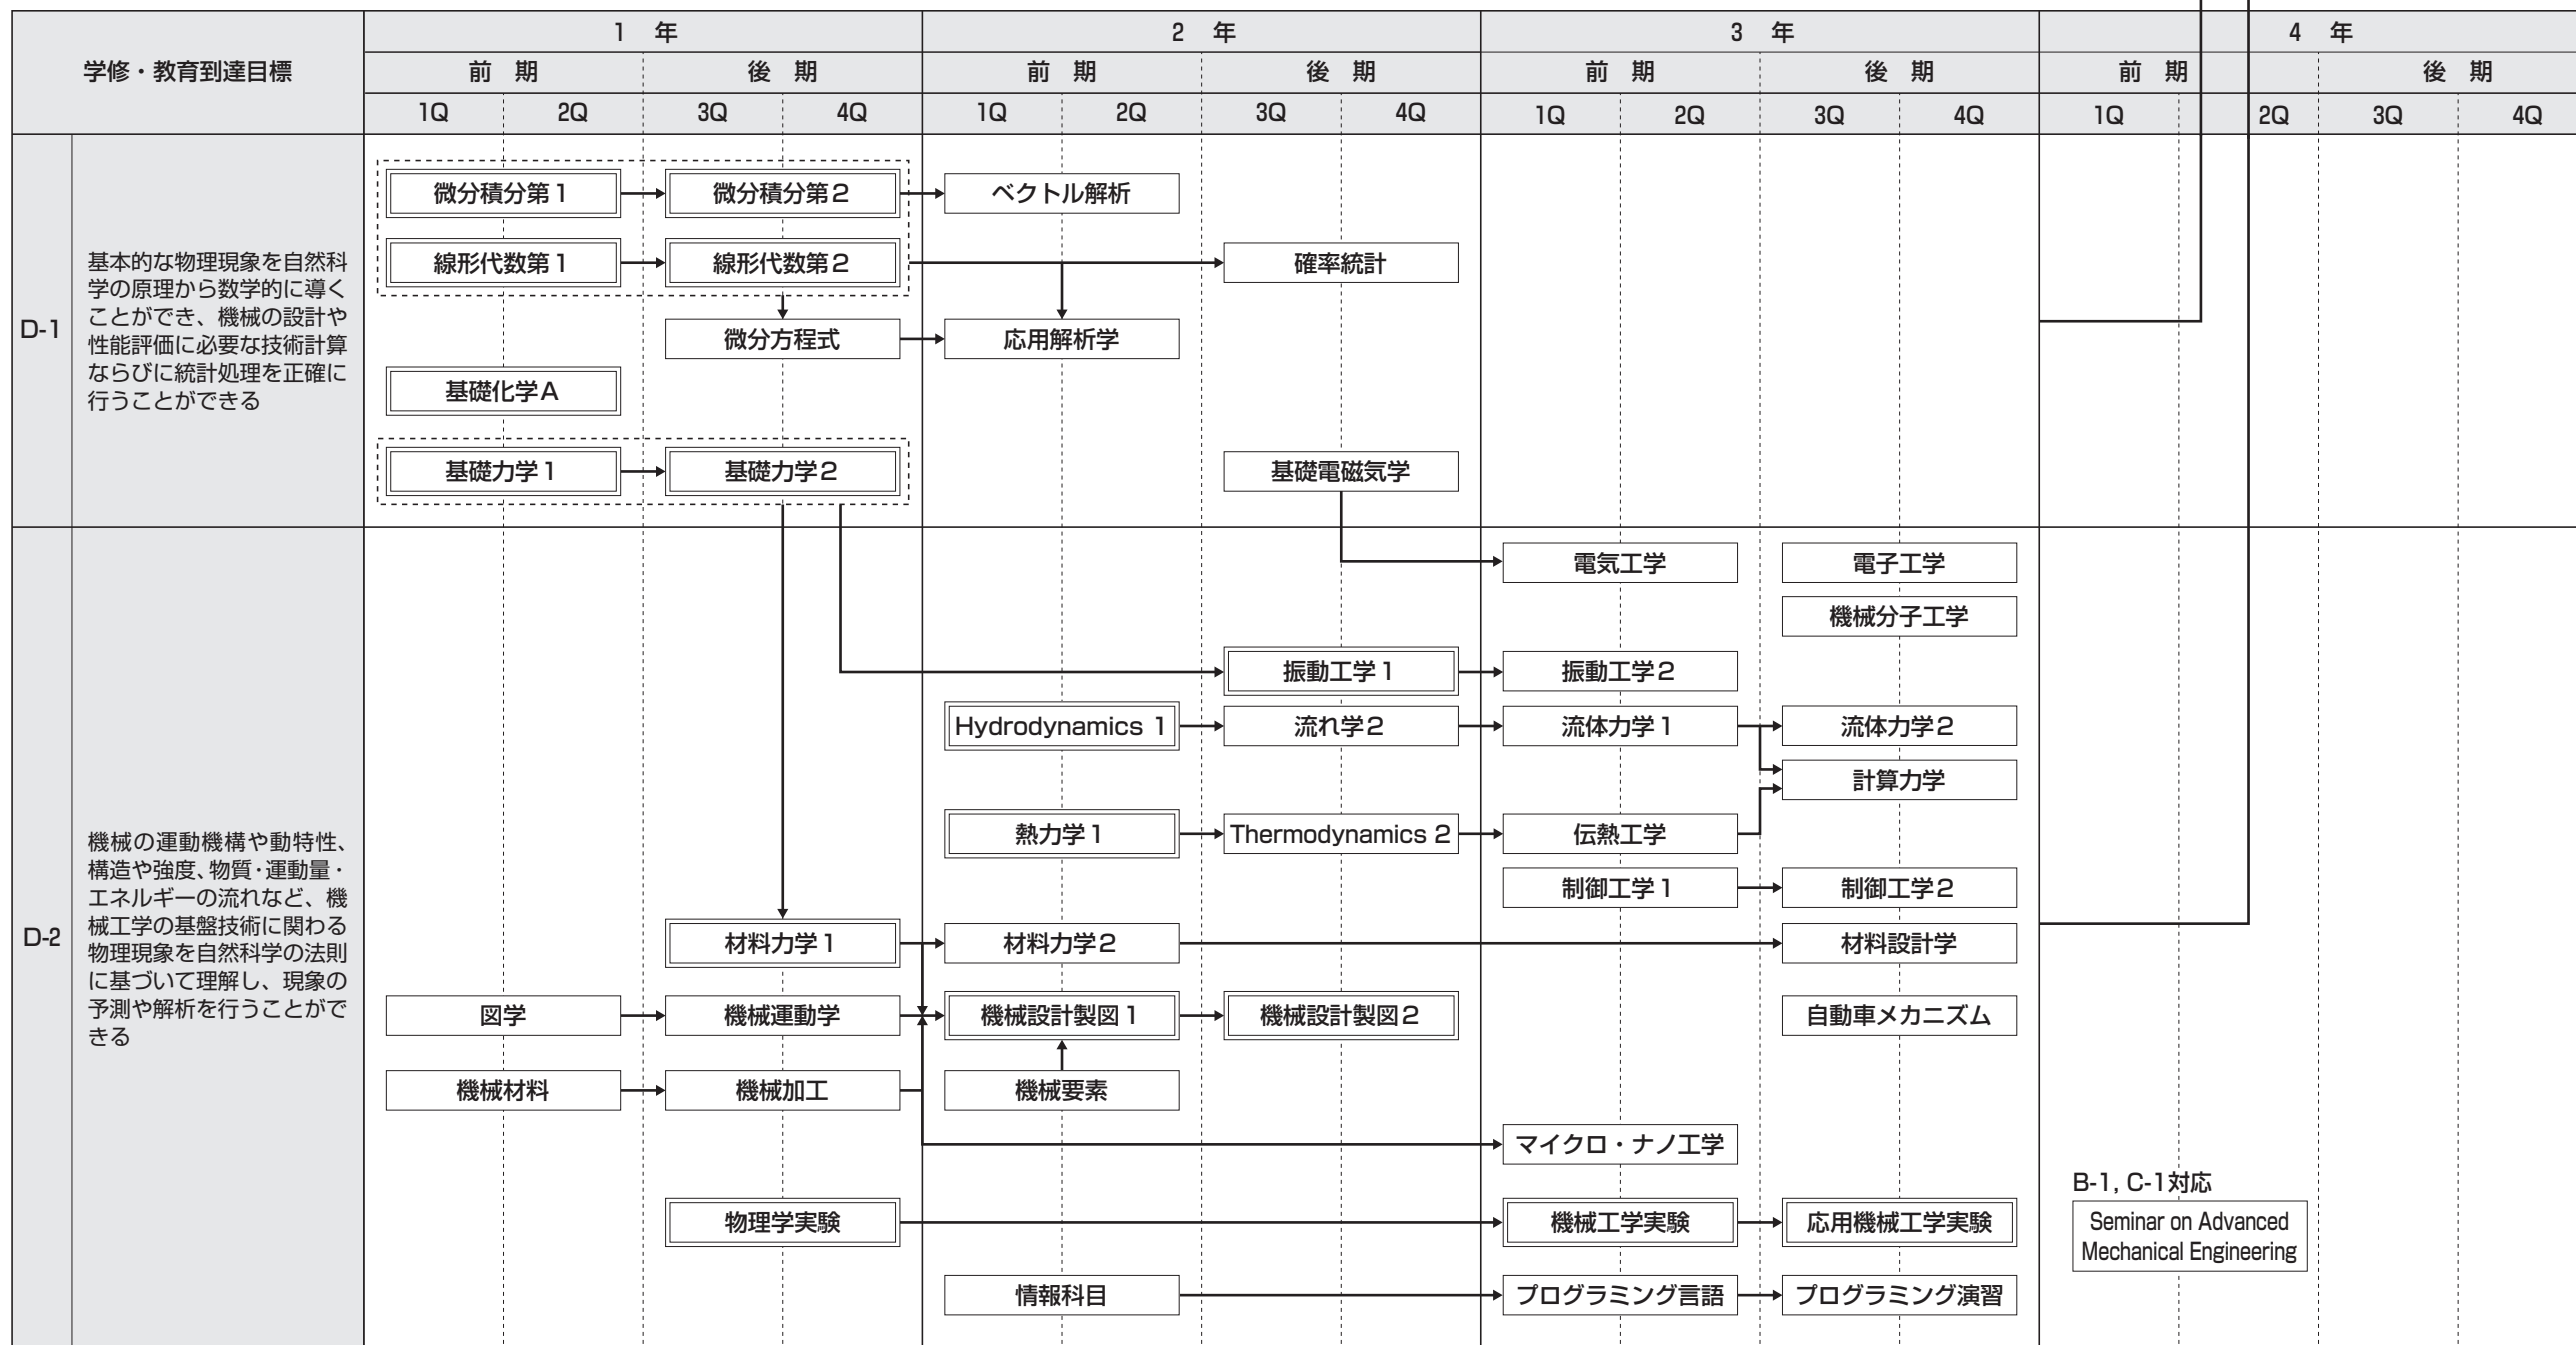 学修・教育到達目標
1 年
2 年
3 年
4 年
前 期
後 期
前 期
後 期
前 期
後 期
前 期
後 期
1Q
2Q
3Q
4Q
1Q
2Q
3Q
4Q
1Q
2Q
3Q
4Q
1Q
2Q
3Q
4Q
D-1
基本的な物理現象を自然科
学の原理から数学的に導く
ことができ、機械の設計や
性能評価に必要な技術計算
ならびに統計処理を正確に
行うことができる
微分積分第1
微分積分第2
ベクトル解析
線形代数第1
線形代数第2
確率統計
微分方程式
応用解析学
基礎化学A
基礎力学1
基礎力学2
基礎電磁気学
D-2
機械の運動機構や動特性、
構造や強度、物質・運動量・
エネルギーの流れなど、機
械工学の基盤技術に関わる
物理現象を自然科学の法則
に基づいて理解し、現象の
予測や解析を行うことがで
きる
電気工学
電子工学
機械分子工学
振動工学1
振動工学2
Hydrodynamics 1
流れ学2
流体力学1
流体力学2
計算力学
熱力学1
Thermodynamics 2
伝熱工学
制御工学1
制御工学2
材料力学1
材料力学2
材料設計学
図学
機械運動学
機械設計製図1
機械設計製図2
自動車メカニズム
機械材料
機械加工
機械要素
マイクロ・ナノ工学
B-1, C-1対応
物理学実験
機械工学実験
応用機械工学実験
Seminar on Advanced
Mechanical Engineering
情報科目
プログラミング言語
プログラミング演習